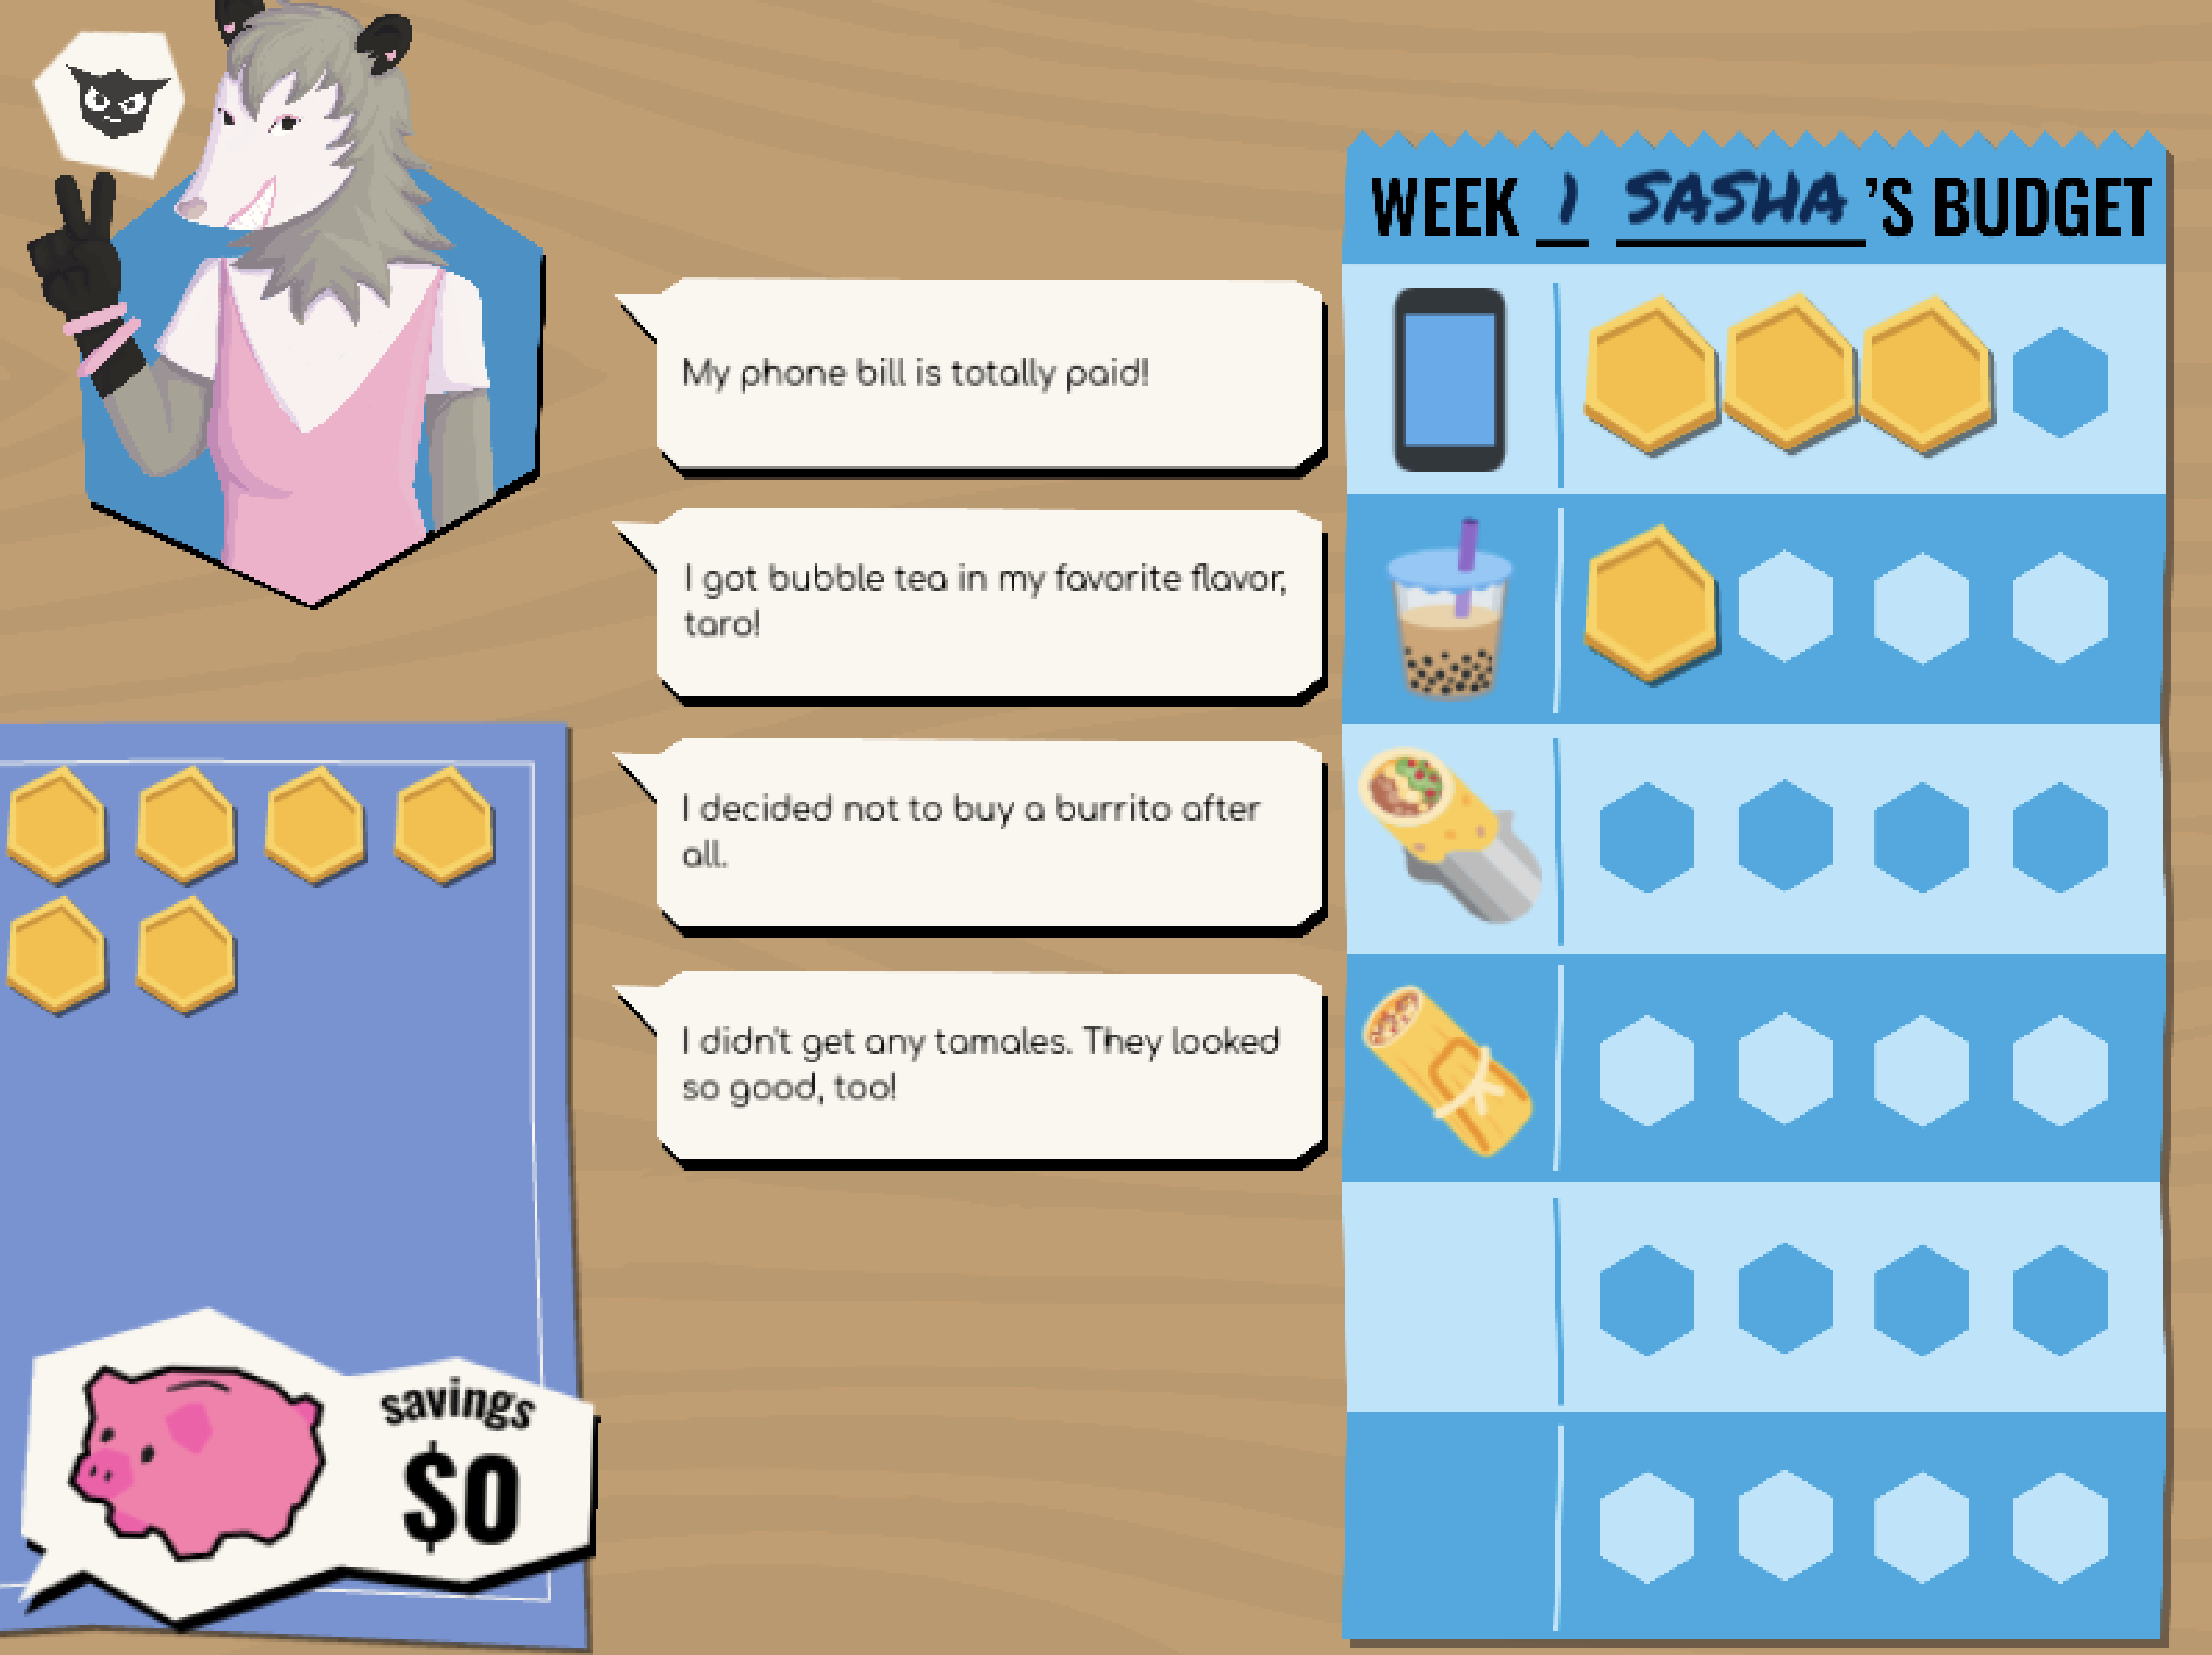 WEEK 1 SASHA'S BUDGET
My phone bill is totally paid!
I got bubble tea in my favorite flavor,
taro!
I decided not to buy a burrito after
all.
I didn't get any tamales. They looked
so good, too!
savings
$0